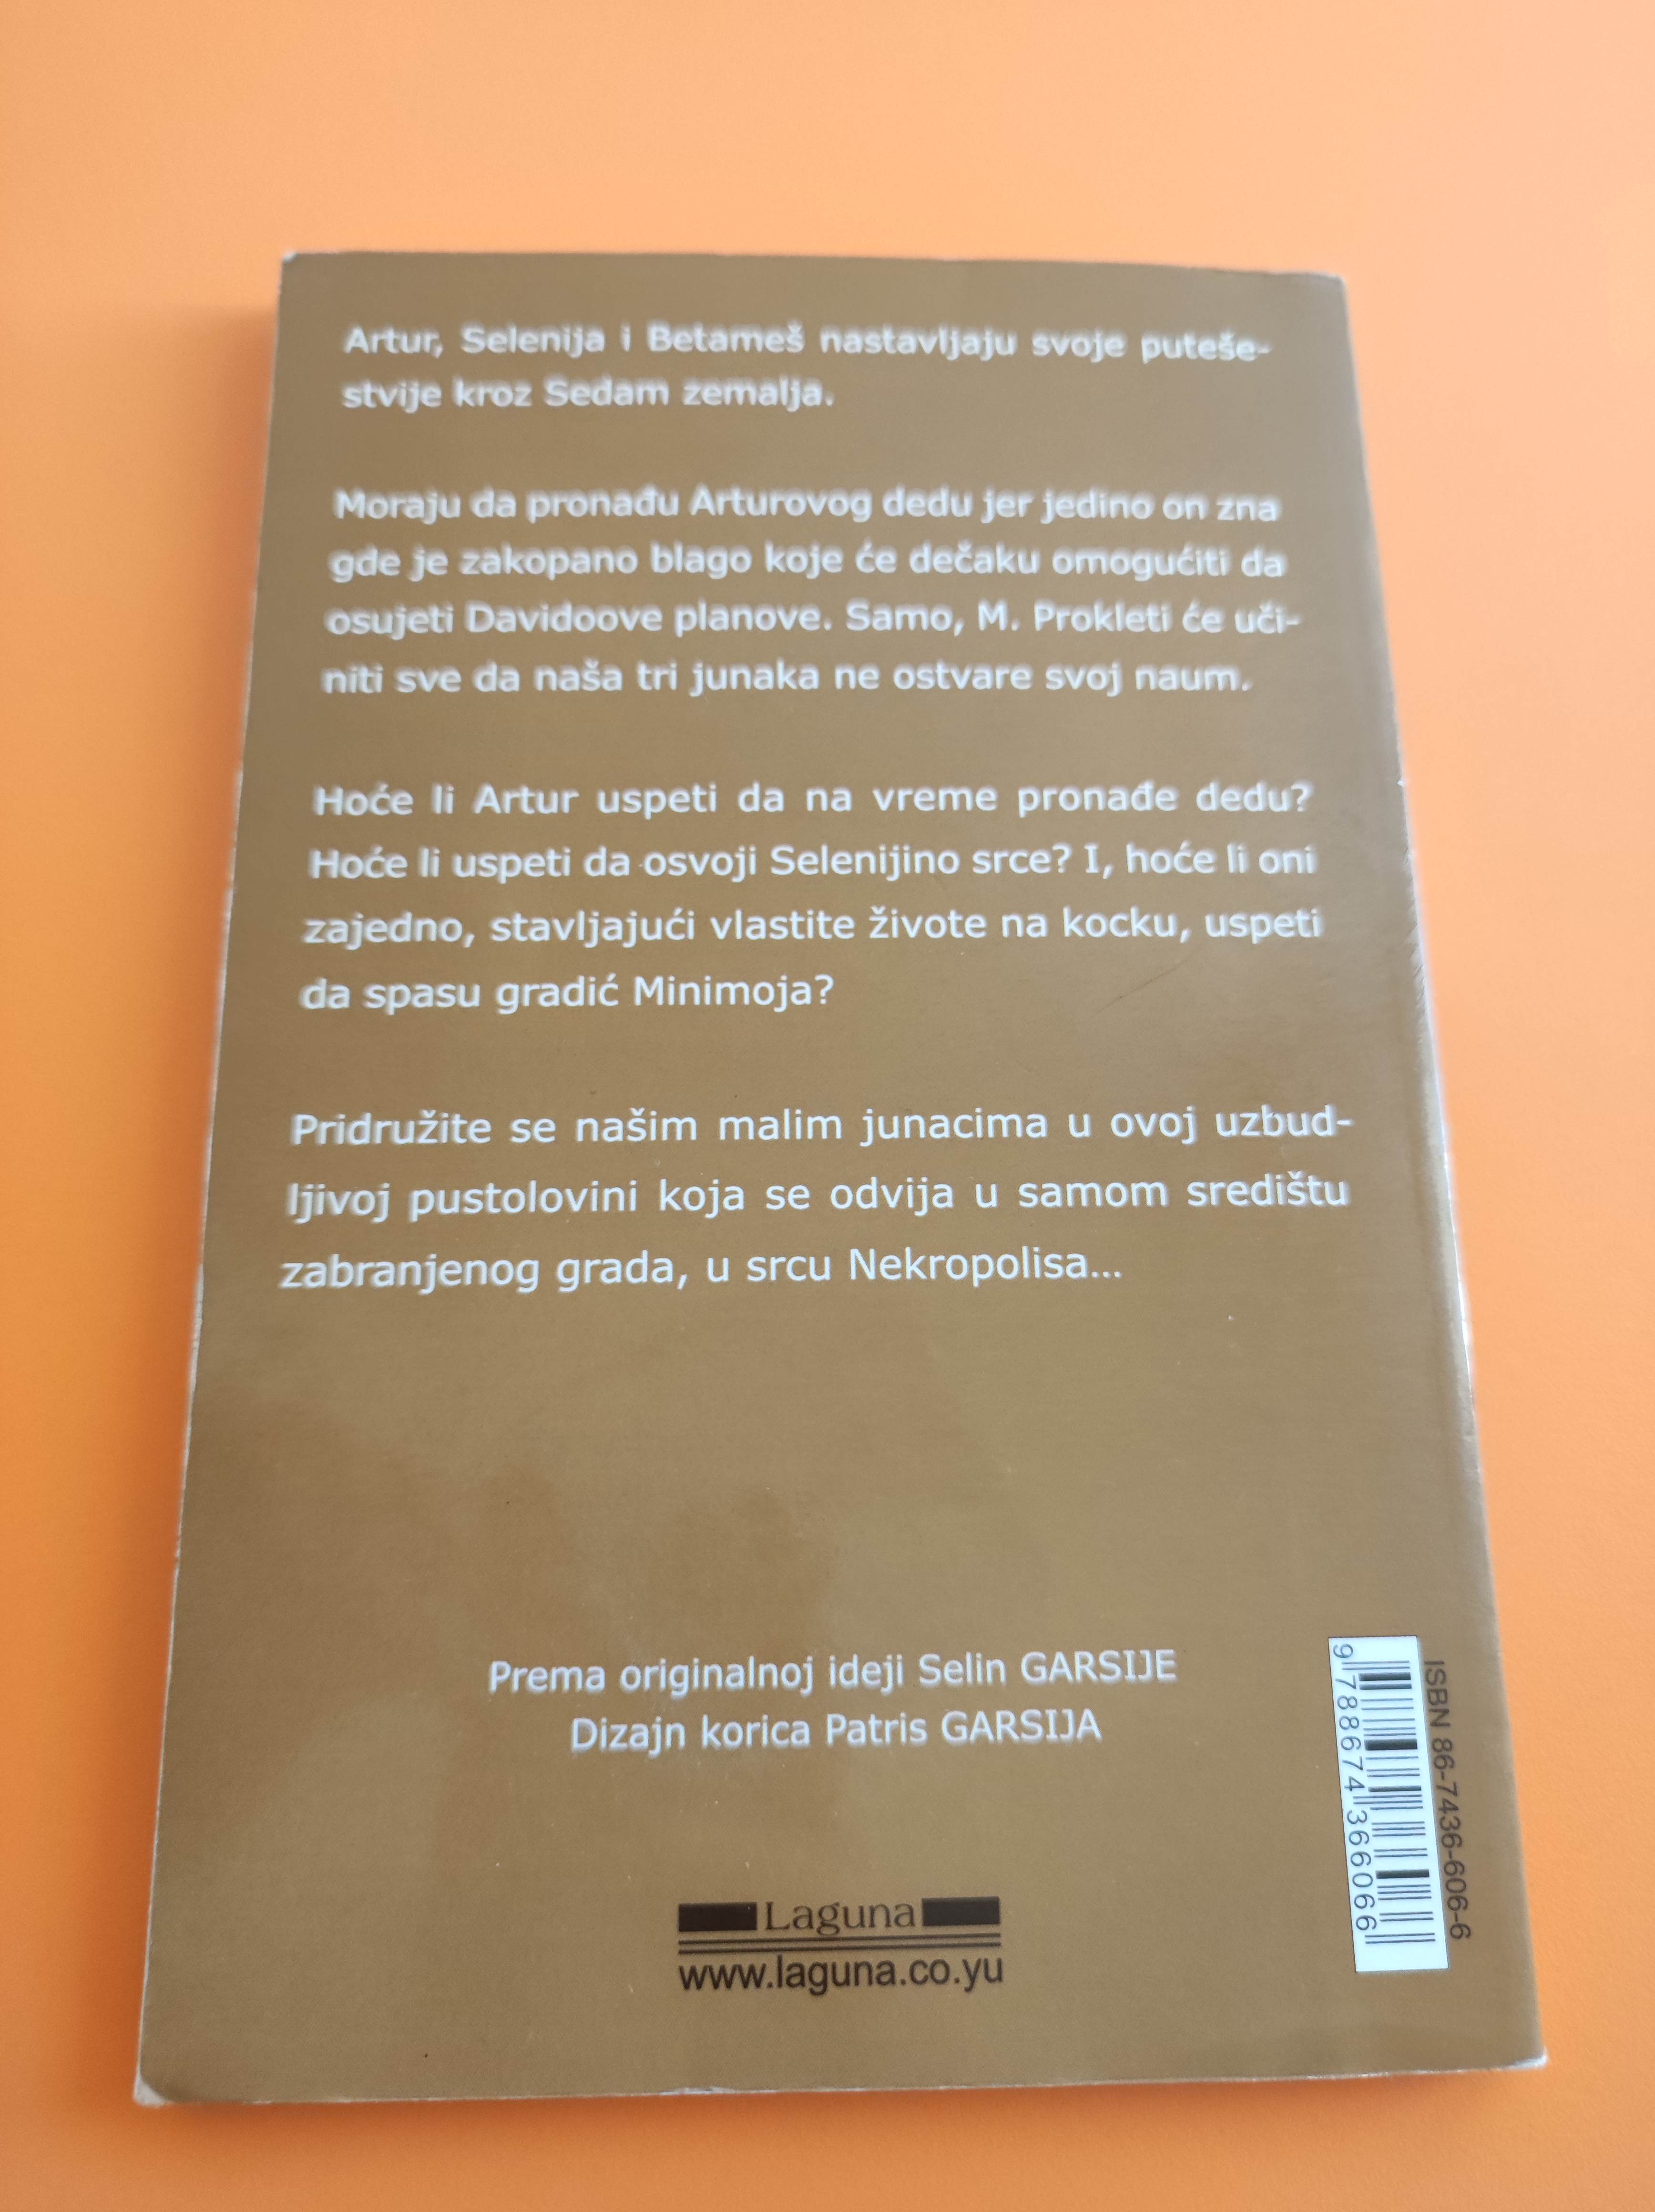 Artur, Selenija i Betameš nastavljaju svoje puteše-
stvije kroz Sedam zemalja.
Moraju da pronađu Arturovog dedu jer jedino on zna
gde je zakopano blago koje će dečaku omogućiti da
osujeti Davidoove planove. Samo, M. Prokleti će uči-
niti sve da naša tri junaka ne ostvare svoj naum.
Hoće li Artur uspeti da na vreme pronađe dedu?
Hoće li uspeti da osvoji Selenijino srce? I, hoće li oni
zajedno, stavljajući vlastite živote na kocku, uspeti
da spasu gradić Minimoja?
Pridružite se našim malim junacima u ovoj uzbud-
ljivoj pustolovini koja se odvija u samom središtu
zabranjenog grada, u srcu Nekropolisa...
Prema originalnoj ideji Selin GARSIJE
Dizajn korica Patris GARSIJA
ISBN 86-7436-606-6
9788674366066
Laguna
www.laguna.co.yu